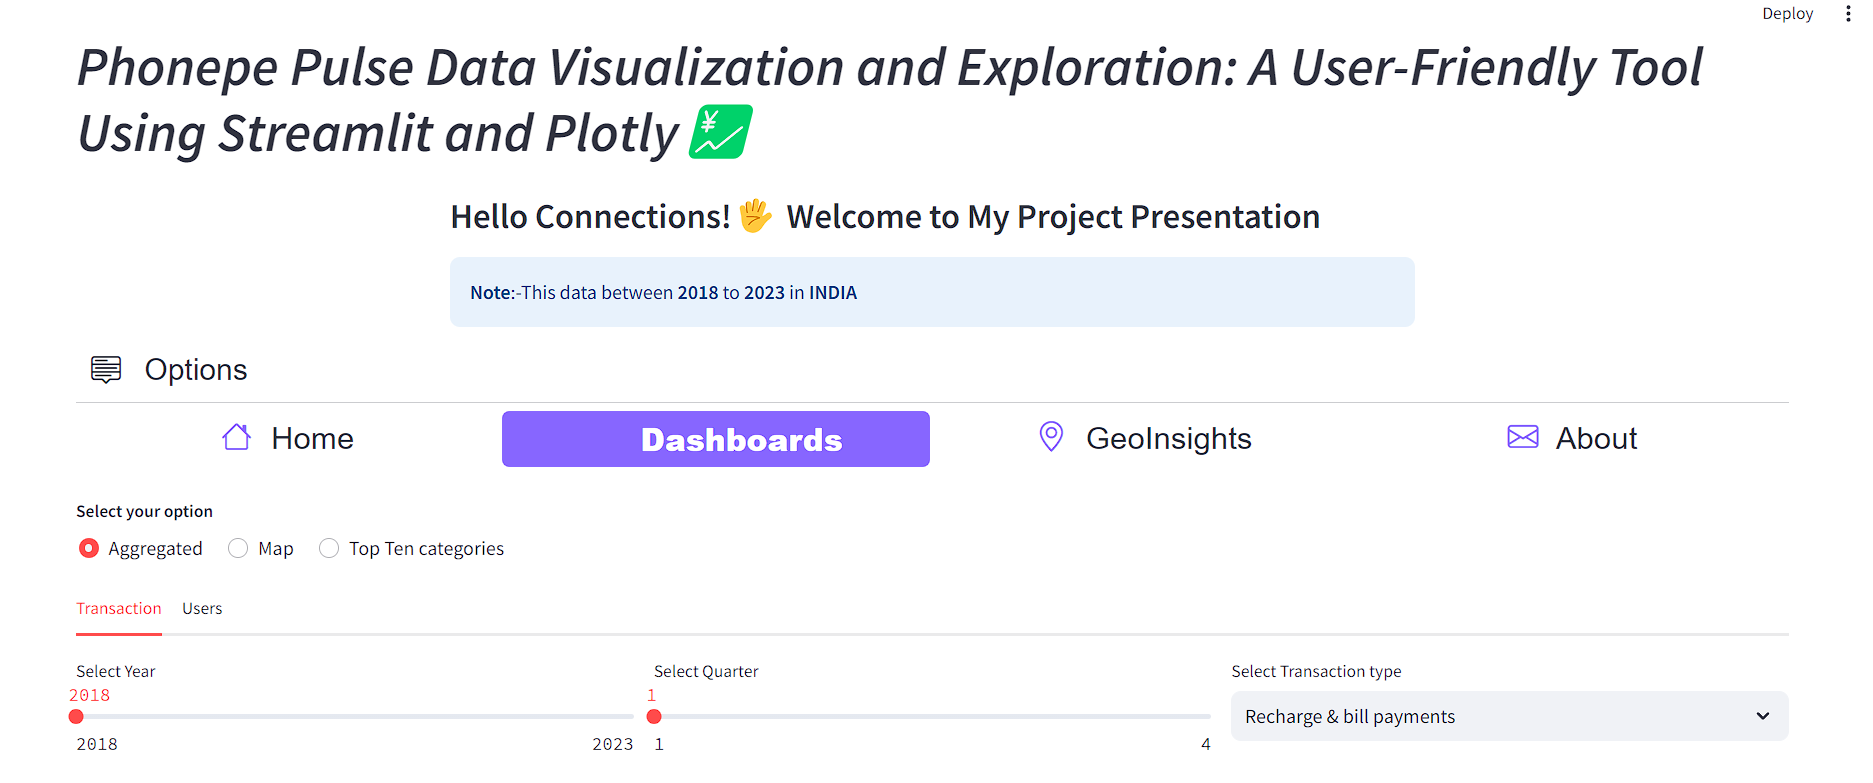 Deploy
Phonepe Pulse Data Visualization and Exploration: A User-Friendly Tool
Using Streamlit and Plotly 💹
Hello Connections! 🖐 Welcome to My Project Presentation
Note:-This data between 2018 to 2023 in INDIA
Options
Home Dashboards GeoInsights About
Select your option
Aggregated Map Top Ten categories
Transaction Users
Select Year Select Quarter Select Transaction type
2018 1
Recharge & bill payments
2018 2023 1 4